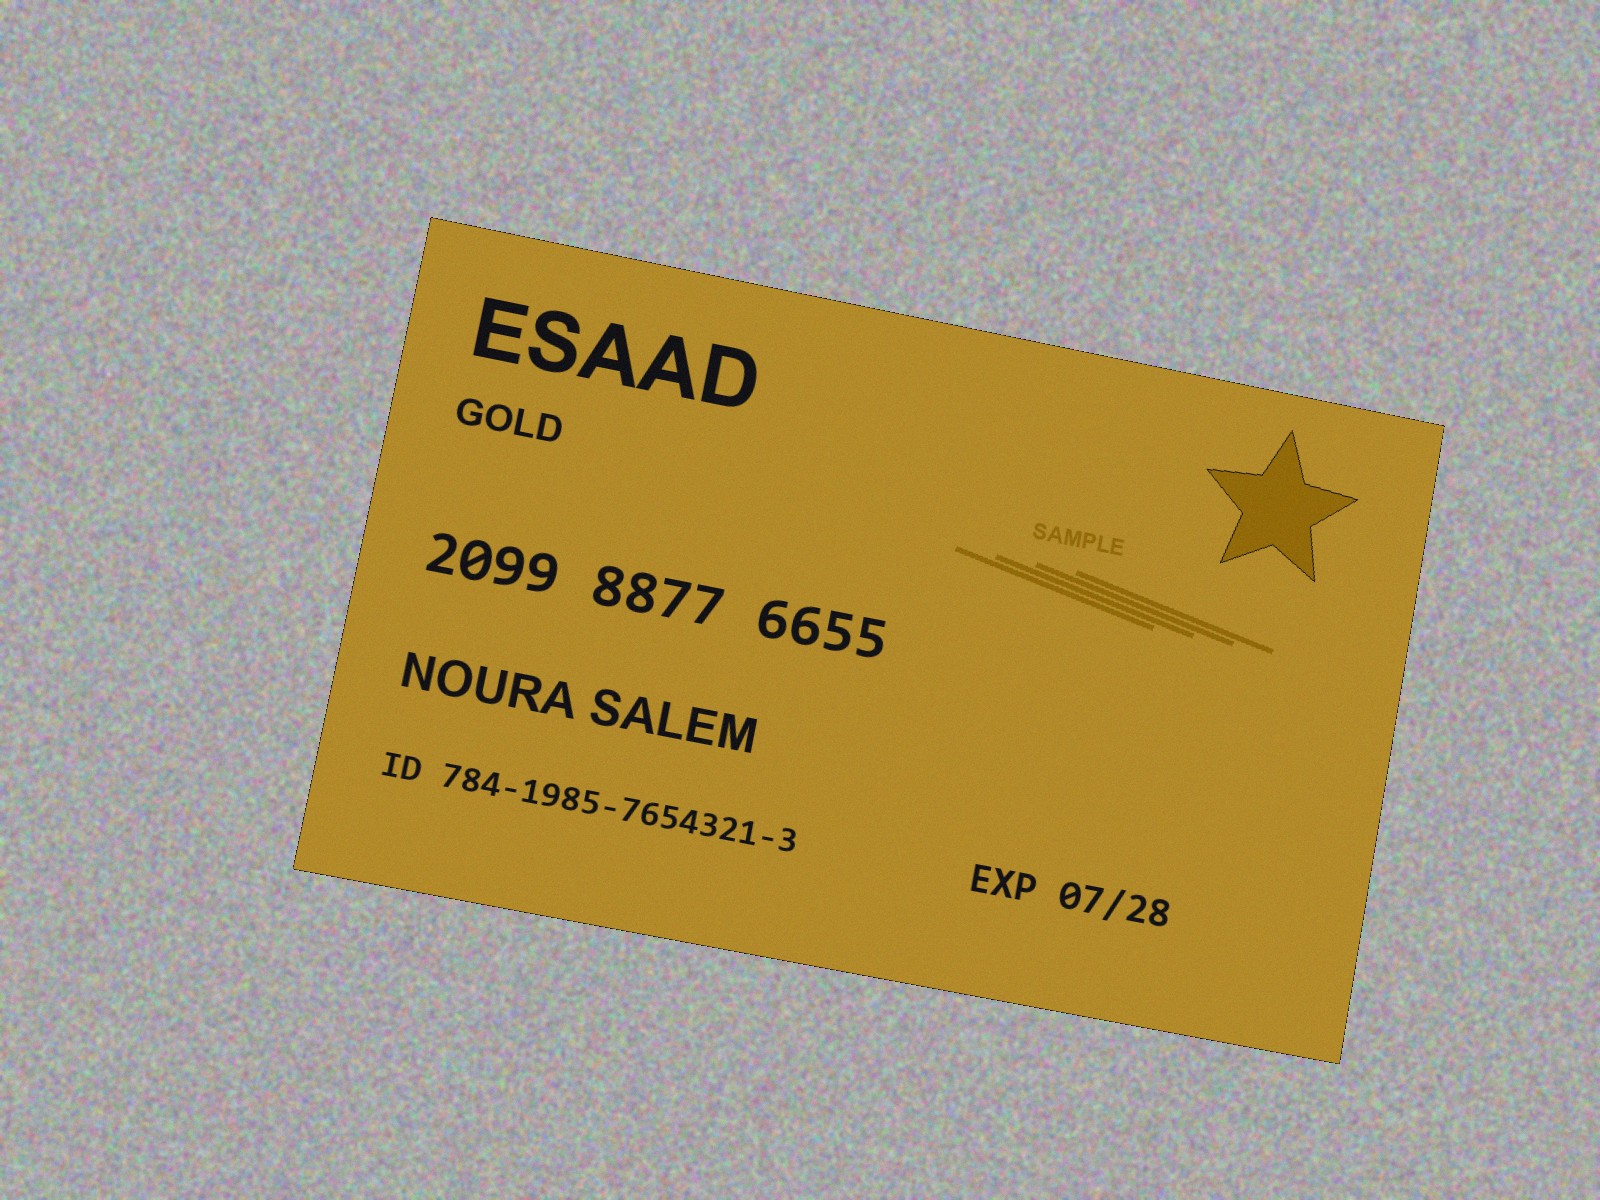 ESAAD
GOLD
SAMPLE
2099 8877 6655
NOURA SALEM
ID 784-1985-7654321-3
EXP 07/28